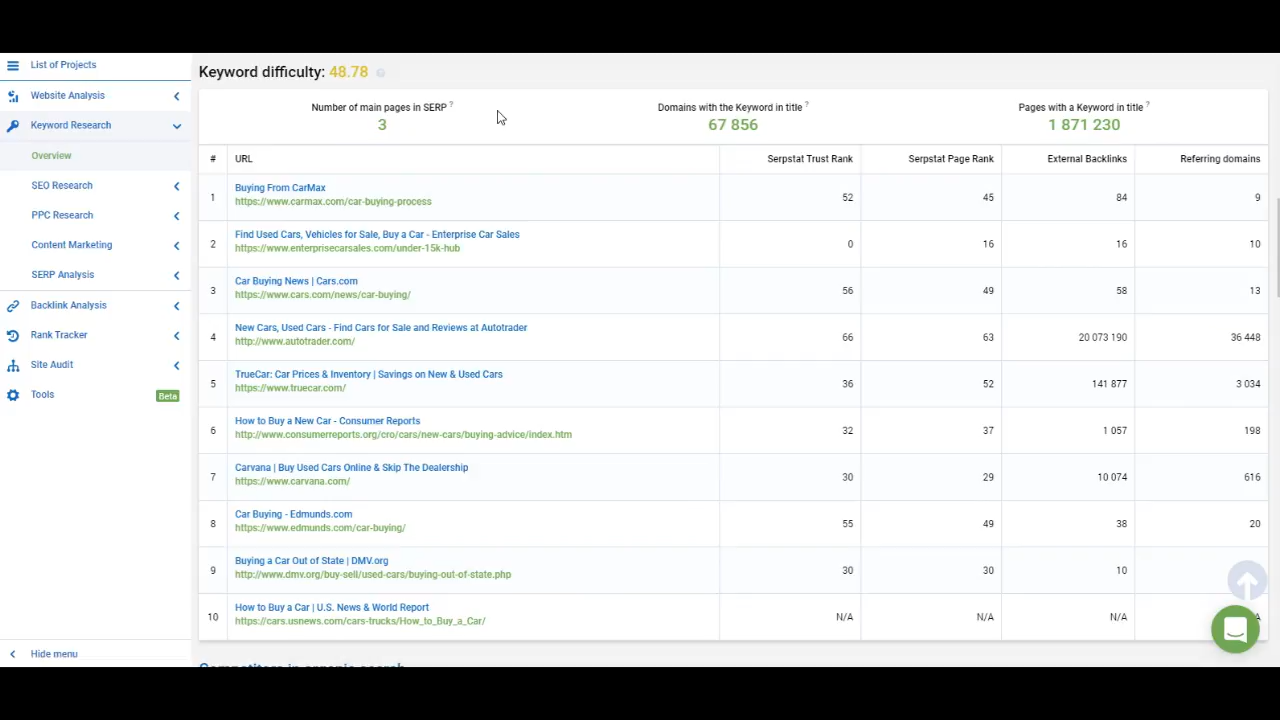 List of Projects
Website Analysis
Keyword Research
Overview
SEO Research
PPC Research
Content Marketing
SERP Analysis
Backlink Analysis
Rank Tracker
Site Audit
Tools Beta
Hide menu
Keyword difficulty: 48.78 ?
Number of main pages in SERP ? Domains with the Keyword in title ? Pages with a Keyword in title ?
3 67 856 1 871 230
# URL Serpstat Trust Rank Serpstat Page Rank External Backlinks Referring domains
Buying From CarMax
1 52 45 84 9
https://www.carmax.com/car-buying-process
Find Used Cars, Vehicles for Sale, Buy a Car - Enterprise Car Sales
2 0 16 16 10
https://www.enterprisecarsales.com/under-15k-hub
Car Buying News | Cars.com
3 56 49 58 13
https://www.cars.com/news/car-buying/
New Cars, Used Cars - Find Cars for Sale and Reviews at Autotrader
4 66 63 20 073 190 36 448
http://www.autotrader.com/
TrueCar: Car Prices & Inventory | Savings on New & Used Cars
5 36 52 141 877 3 034
https://www.truecar.com/
How to Buy a New Car - Consumer Reports
6 32 37 1 057 198
http://www.consumerreports.org/cro/cars/new-cars/buying-advice/index.htm
Carvana | Buy Used Cars Online & Skip The Dealership
7 30 29 10 074 616
https://www.carvana.com/
Car Buying - Edmunds.com
8 55 49 38 20
https://www.edmunds.com/car-buying/
Buying a Car Out of State | DMV.org
9 30 30 10
http://www.dmv.org/buy-sell/used-cars/buying-out-of-state.php
How to Buy a Car | U.S. News & World Report
10 N/A N/A N/A
https://cars.usnews.com/cars-trucks/How_to_Buy_a_Car/
Competitors in organic search